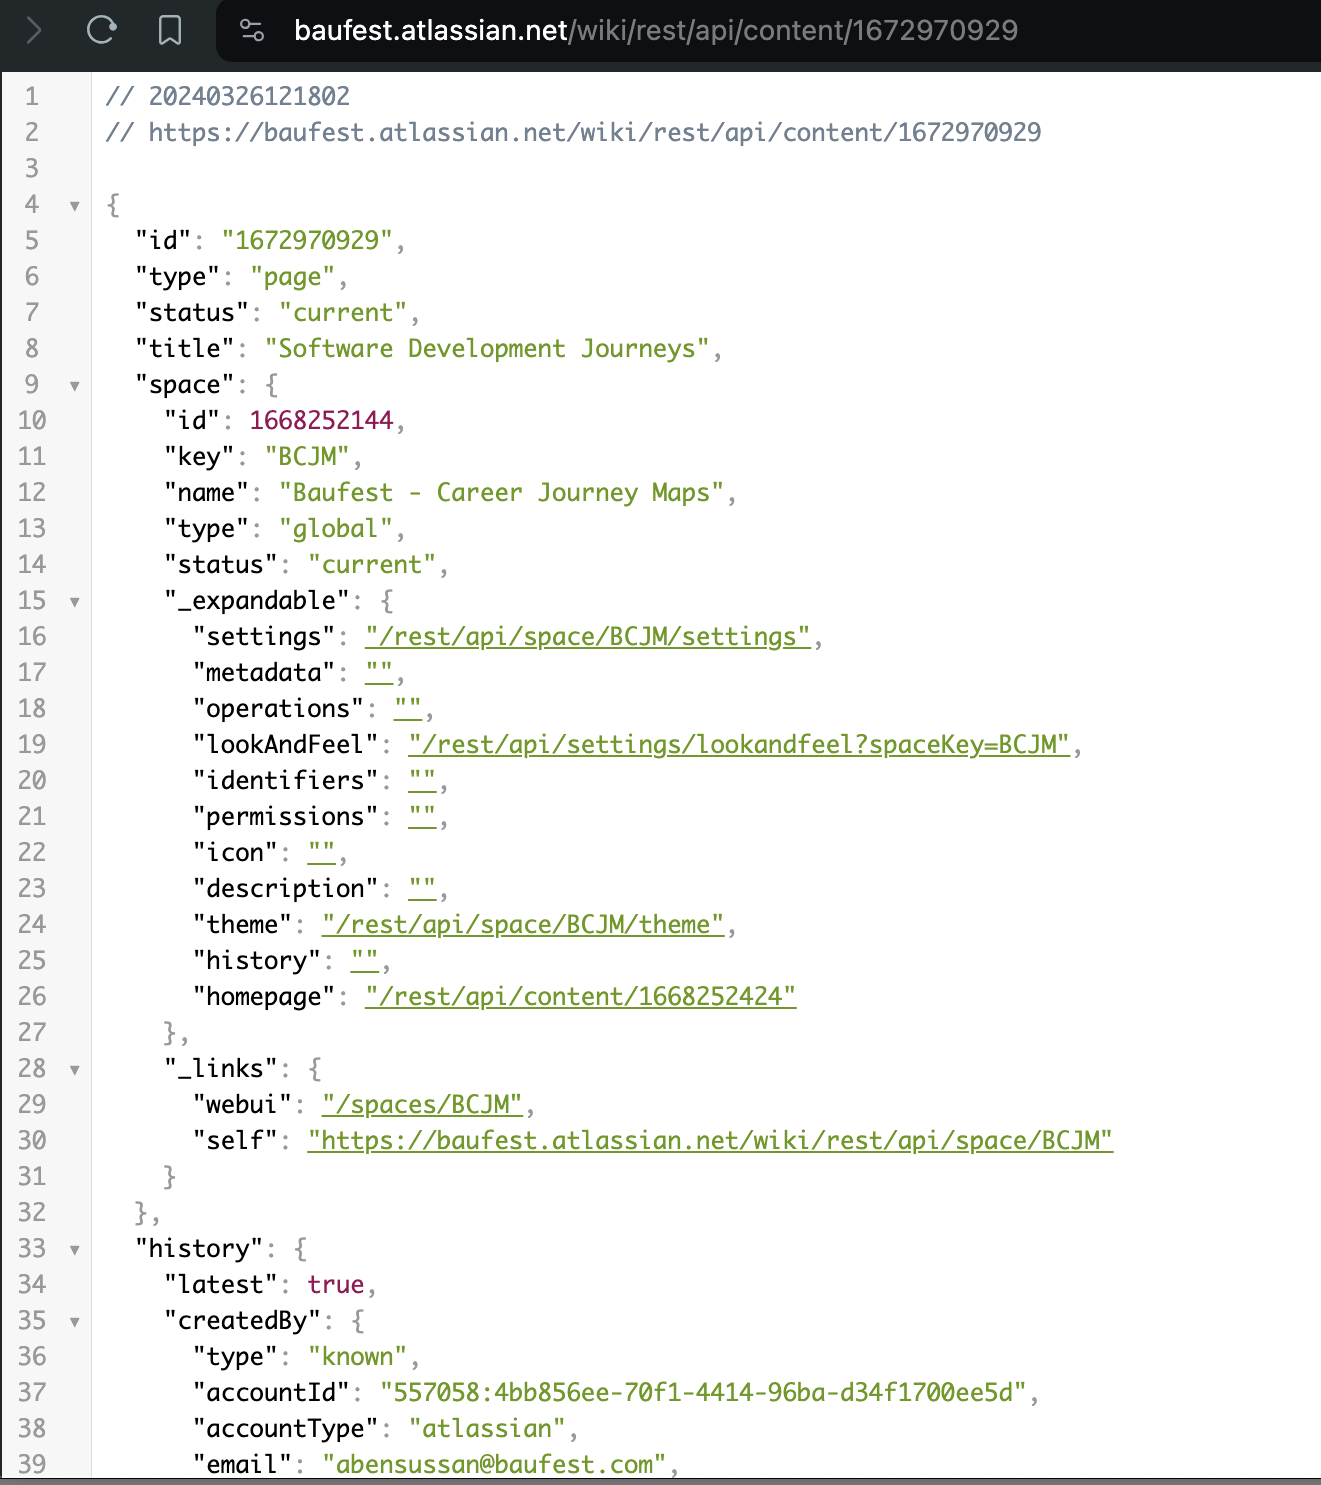 baufest.atlassian.net/wiki/rest/api/content/1672970929
1 // 20240326121802
2 // https://baufest.atlassian.net/wiki/rest/api/content/1672970929
3
4 {
5 "id": "1672970929",
6 "type": "page",
7 "status": "current",
8 "title": "Software Development Journeys",
9 "space": {
10 "id": 1668252144,
11 "key": "BCJM",
12 "name": "Baufest - Career Journey Maps",
13 "type": "global",
14 "status": "current",
15 "_expandable": {
16 "settings": "/rest/api/space/BCJM/settings",
17 "metadata": "",
18 "operations": "",
19 "lookAndFeel": "/rest/api/settings/lookandfeel?spaceKey=BCJM",
20 "identifiers": "",
21 "permissions": "",
22 "icon": "",
23 "description": "",
24 "theme": "/rest/api/space/BCJM/theme",
25 "history": "",
26 "homepage": "/rest/api/content/1668252424"
27 },
28 "_links": {
29 "webui": "/spaces/BCJM",
30 "self": "https://baufest.atlassian.net/wiki/rest/api/space/BCJM"
31 }
32 },
33 "history": {
34 "latest": true,
35 "createdBy": {
36 "type": "known",
37 "accountId": "557058:4bb856ee-70f1-4414-96ba-d34f1700ee5d",
38 "accountType": "atlassian",
39 "email": "abensussan@baufest.com",